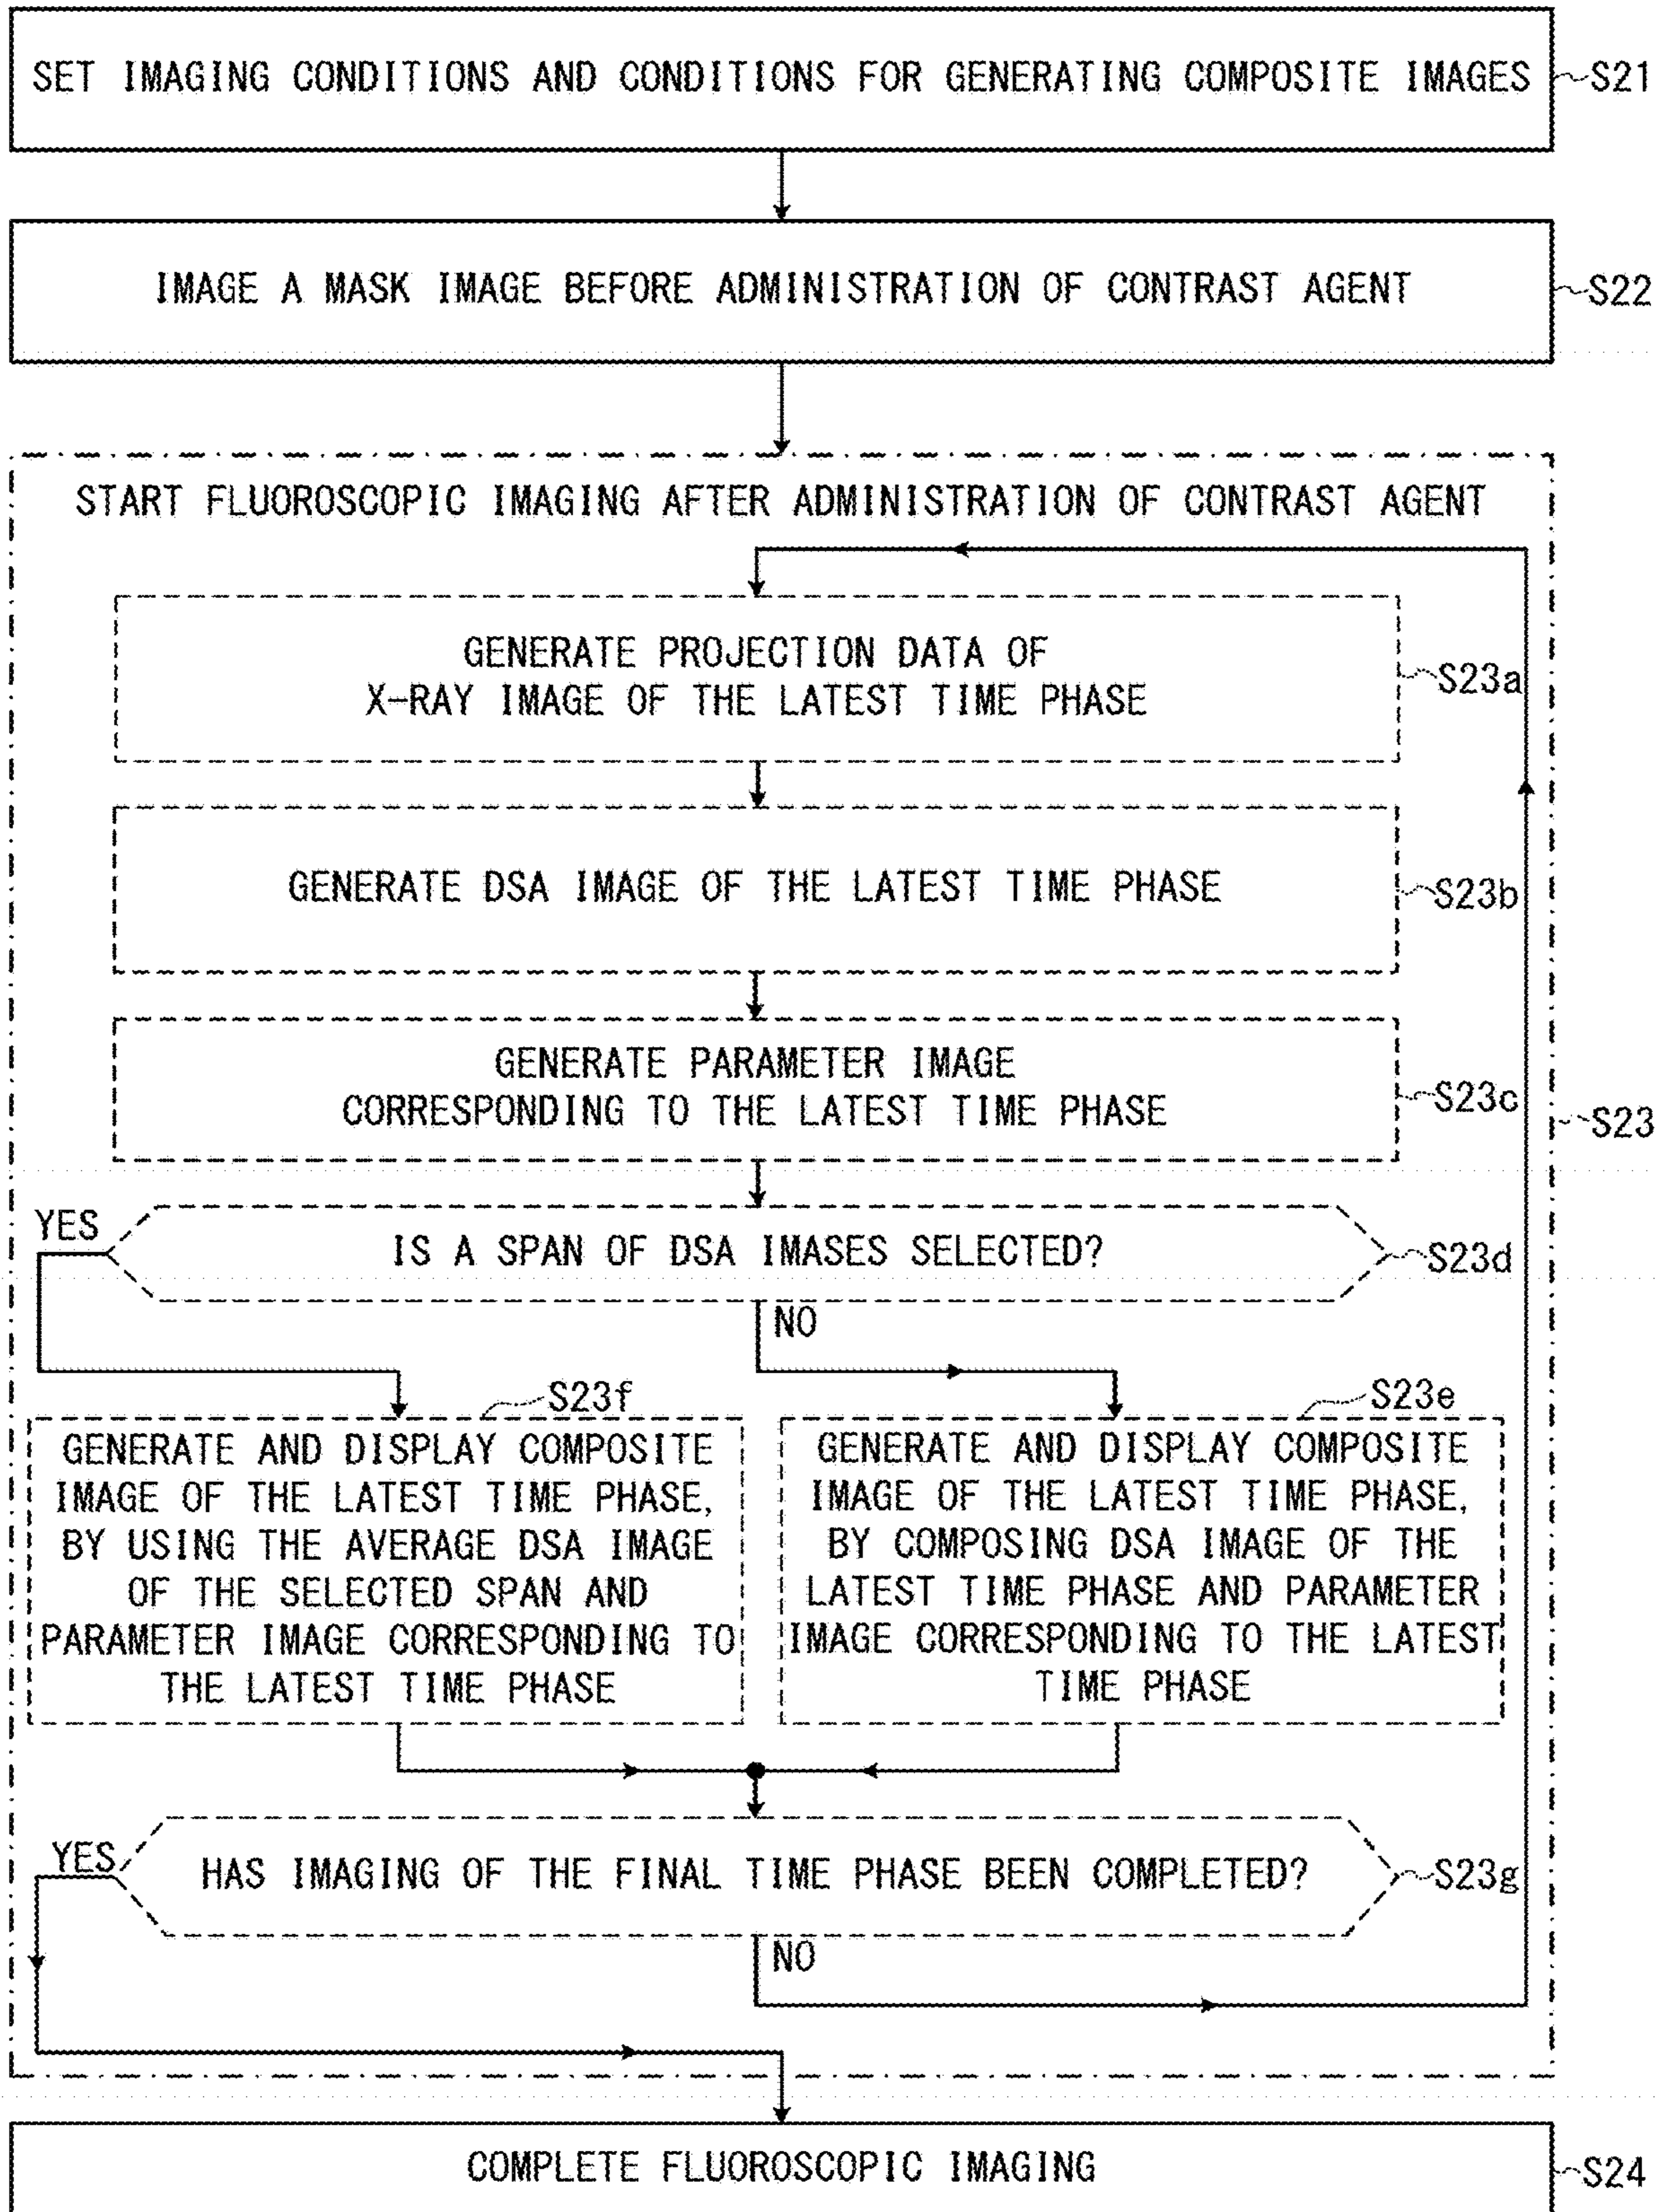 SET IMAGING CONDITIONS AND CONDITIONS FOR GENERATING COMPOSITE IMAGES
S21
IMAGE A MASK IMAGE BEFORE ADMINISTRATION OF CONTRAST AGENT
S22
START FLUOROSCOPIC IMAGING AFTER ADMINISTRATION OF CONTRAST AGENT
GENERATE PROJECTION DATA OF
X-RAY IMAGE OF THE LATEST TIME PHASE
S23a
GENERATE DSA IMAGE OF THE LATEST TIME PHASE
S23b
GENERATE PARAMETER IMAGE
CORRESPONDING TO THE LATEST TIME PHASE
S23c
S23
YES
IS A SPAN OF DSA IMASES SELECTED?
S23d
NO
S23f
GENERATE AND DISPLAY COMPOSITE
IMAGE OF THE LATEST TIME PHASE,
BY USING THE AVERAGE DSA IMAGE
OF THE SELECTED SPAN AND
PARAMETER IMAGE CORRESPONDING TO
THE LATEST TIME PHASE
S23e
GENERATE AND DISPLAY COMPOSITE
IMAGE OF THE LATEST TIME PHASE,
BY COMPOSING DSA IMAGE OF THE
LATEST TIME PHASE AND PARAMETER
IMAGE CORRESPONDING TO THE LATEST
TIME PHASE
YES
HAS IMAGING OF THE FINAL TIME PHASE BEEN COMPLETED?
S23g
NO
COMPLETE FLUOROSCOPIC IMAGING
S24